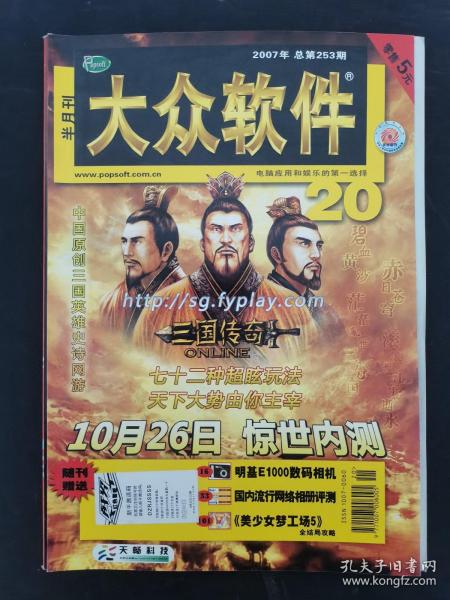 Popsoft
2007年 总第253期
零售5元
半月刊
大众软件®
www.popsoft.com.cn
电脑应用和娱乐的第一选择
20
中国原创三国英雄史诗网游
http://sg.fyplay.com
三国传奇
ONLINE
七十二种超眩玩法
天下大势由你主宰
10月26日 惊世内测
随刊
赠送
16
明基E1000数码相机
53
国内流行网络相册评测
《美少女梦工场5》
全结局攻略
ISSN 1007-0060
天畅科技
孔夫子旧书网
kongfz.com